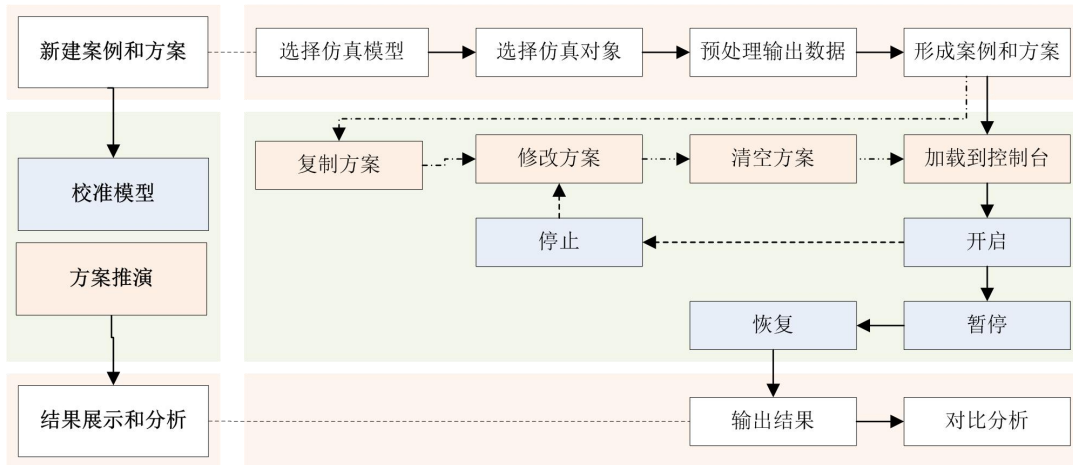 新建案例和方案
选择仿真模型
选择仿真对象
预处理输出数据
形成案例和方案
复制方案
修改方案
清空方案
加载到控制台
校准模型
停止
开启
方案推演
恢复
暂停
结果展示和分析
输出结果
对比分析